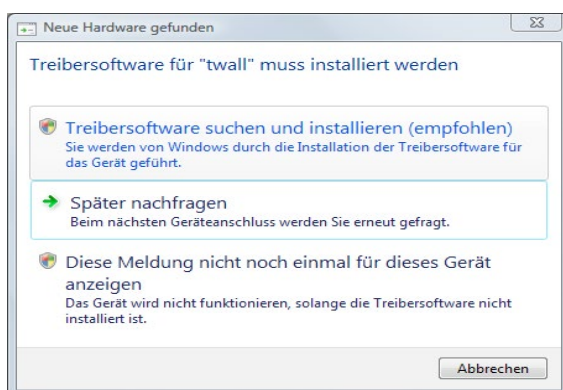 Neue Hardware gefunden
Treibersoftware für "twall" muss installiert werden
Treibersoftware suchen und installieren (empfohlen)
Sie werden von Windows durch die Installation der Treibersoftware für
das Gerät geführt.
Später nachfragen
Beim nächsten Geräteanschluss werden Sie erneut gefragt.
Diese Meldung nicht noch einmal für dieses Gerät
anzeigen
Das Gerät wird nicht funktionieren, solange die Treibersoftware nicht
installiert ist.
Abbrechen